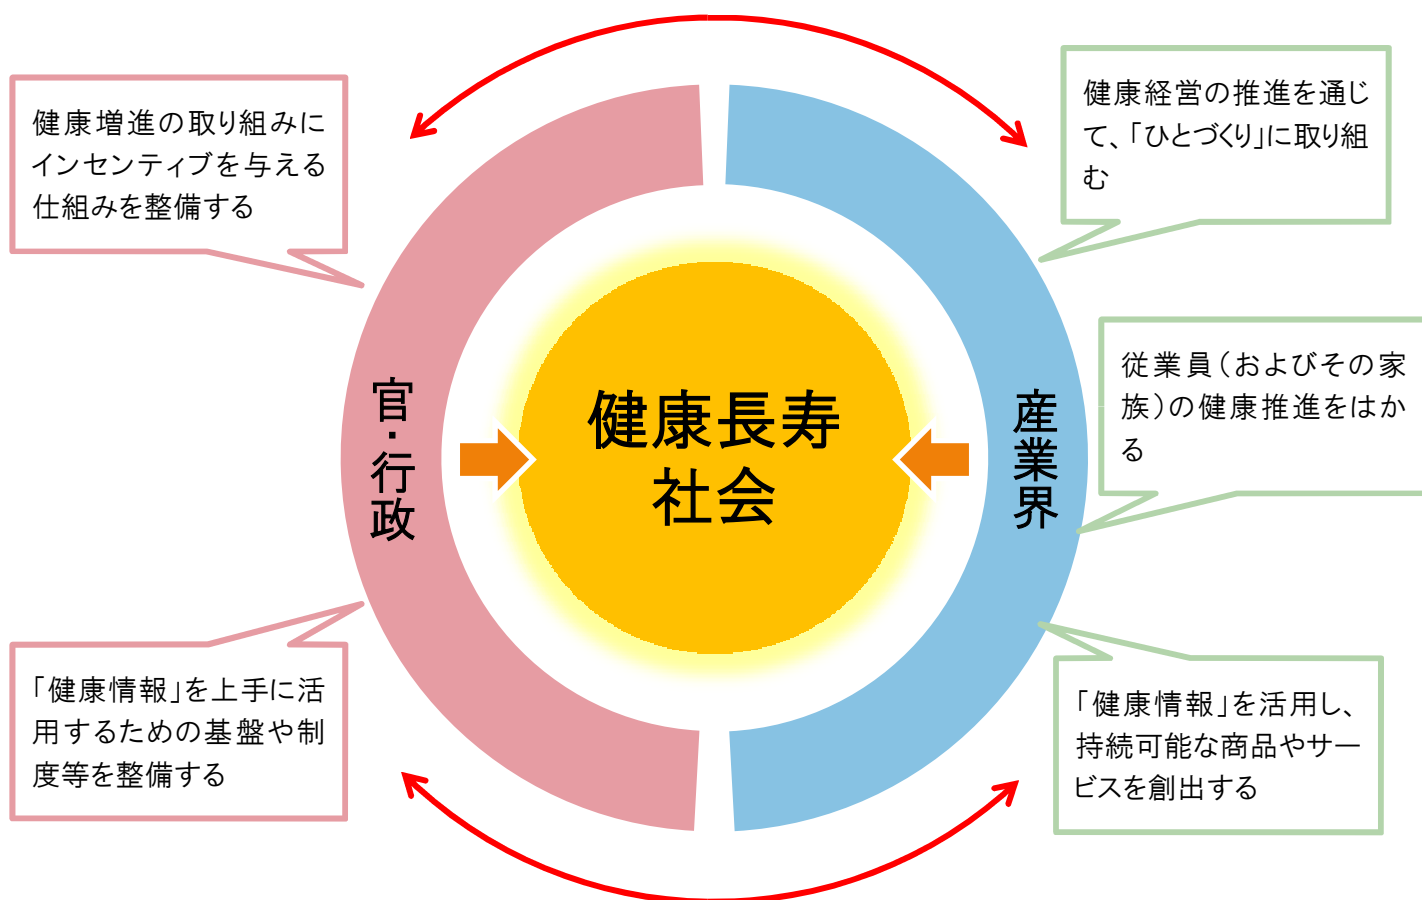 健康増進の取り組みに
インセンティブを与える
仕組みを整備する
健康経営の推進を通じ
て、「ひとづくり」に取り組
む
官・行政
健康長寿
社会
産業界
従業員（およびその家
族）の健康推進をはか
る
「健康情報」を上手に活
用するための基盤や制
度等を整備する
「健康情報」を活用し、
持続可能な商品やサー
ビスを創出する